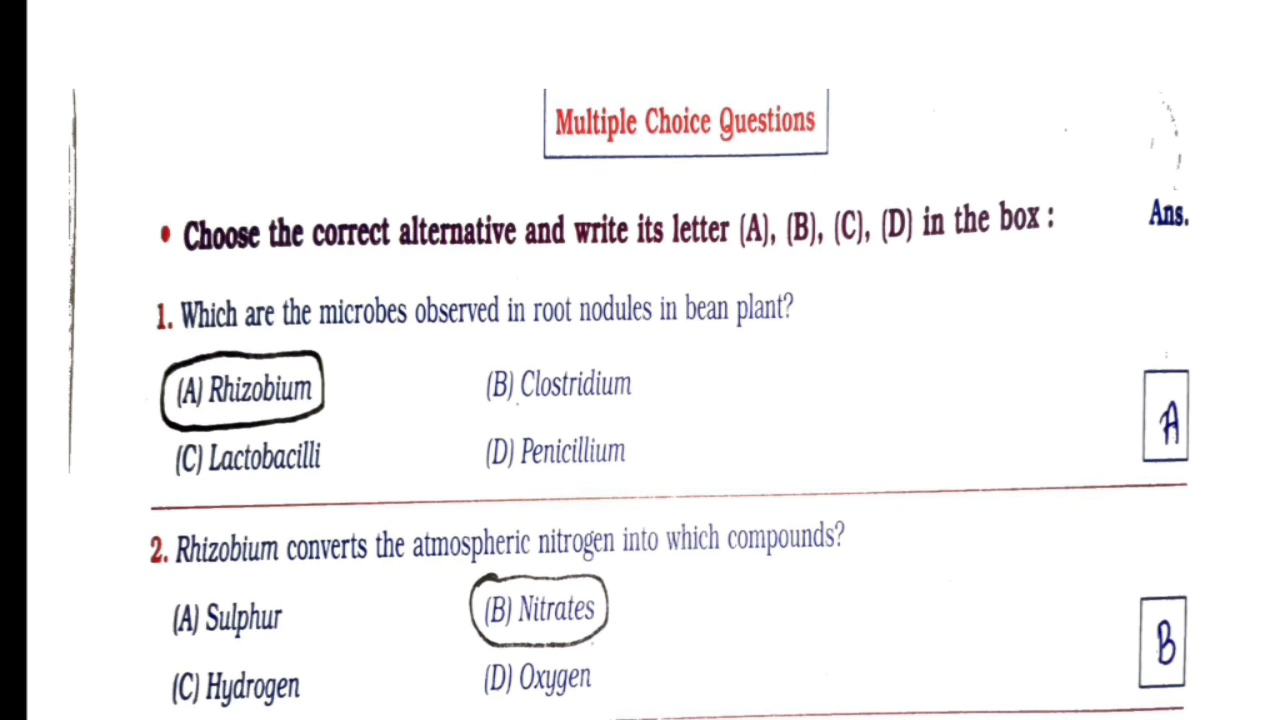 Multiple Choice Questions
• Choose the correct alternative and write its letter (A), (B), (C), (D) in the box : Ans.
1. Which are the microbes observed in root nodules in bean plant?
(A) Rhizobium (B) Clostridium
A
(C) Lactobacilli (D) Penicillium
2. Rhizobium converts the atmospheric nitrogen into which compounds?
(A) Sulphur (B) Nitrates
B
(C) Hydrogen (D) Oxygen